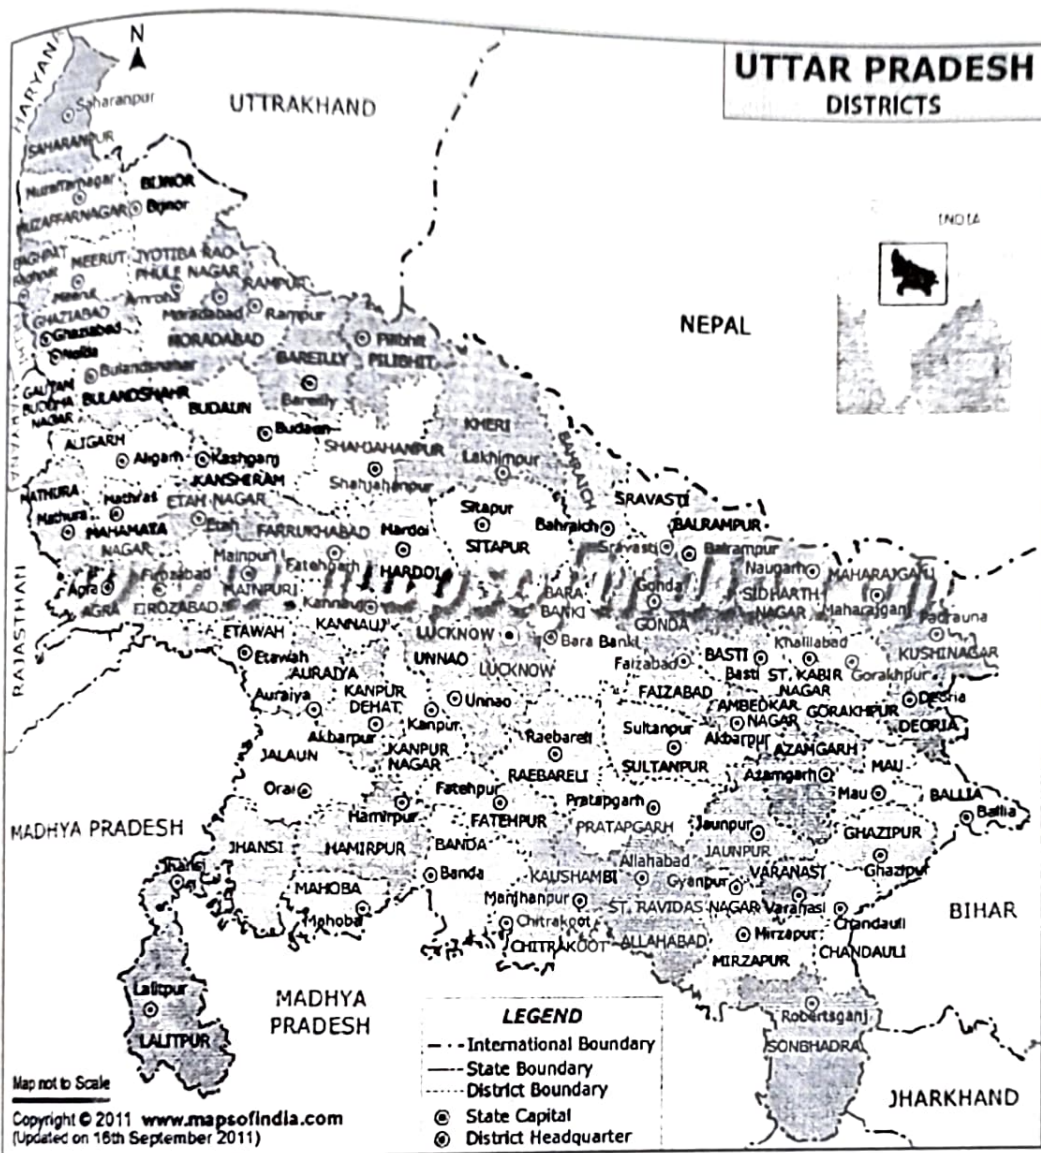 N
UTTAR PRADESH
DISTRICTS
HARYANA
UTTRAKHAND
Saharanpur
SAHARANPUR
Muzaffarnagar
MUZAFFARNAGAR
BIJNOR
Bijnor
INDIA
BAGHPAT
Baghpat
MEERUT
Meerut
JYOTIBA RAO
PHULE NAGAR
Amroha
RAMPUR
Moradabad
Rampur
GHAZIABAD
Ghaziabad
Noida
MORADABAD
Pilibhit
PILIBHIT
NEPAL
BAREILLY
Bareilly
Bulandshahar
GAUTAM
BUDDHA
NAGAR
BULANDSHAHR
BUDAUN
Budaun
KHERI
Lakhimpur
BAHRAICH
ALIGARH
Aligarh
Kashganj
KANSHIRAM
SHAHJAHANPUR
Shahjahanpur
MATHURA
Mathura
Hathras
ETAH NAGAR
Etah
MAHAMAYA
NAGAR
FARRUKHABAD
Fatehgarh
Hardoi
HARDOI
Sitapur
SITAPUR
Bahraich
SRAVASTI
Sravasti
BALRAMPUR
Balrampur
RAJASTHAN
Agra
AGRA
Firozabad
FIROZABAD
Mainpuri
MAINPURI
Kannauj
KANNAUJ
BARA
BANKI
Bara Banki
Gonda
GONDA
Naugarh
SIDHARTH
NAGAR
MAHARAJGANJ
Maharajganj
Padrauna
KUSHINAGAR
ETAWAH
Etawah
LUCKNOW
UNNAO
LUCKNOW
Unnao
Faizabad
FAIZABAD
BASTI
Basti
Khalilabad
ST. KABIR
NAGAR
Gorakhpur
GORAKHPUR
Deoria
DEORIA
AURAIYA
Auraiya
KANPUR
DEHAT
Akbarpur
Kanpur
KANPUR
NAGAR
Raebareli
RAEBARELI
Sultanpur
SULTANPUR
AMBEDKAR
NAGAR
Akbarpur
AZAMGARH
Azamgarh
MAU
Mau
BALLIA
Ballia
JALAUN
Orai
Hamirpur
HAMIRPUR
Fatehpur
FATEHPUR
Pratapgarh
PRATAPGARH
Jaunpur
JAUNPUR
GHAZIPUR
Ghazipur
MADHYA PRADESH
JHANSI
Jhansi
MAHOBA
Mahoba
BANDA
Banda
KAUSHAMBI
Manjhanpur
Allahabad
ALLAHABAD
Gyanpur
ST. RAVIDAS NAGAR
VARANASI
Varanasi
Chandauli
CHANDAULI
BIHAR
Chitrakoot
CHITRAKOOT
Mirzapur
MIRZAPUR
Lalitpur
LALITPUR
MADHYA
PRADESH
Robertsganj
SONBHADRA
JHARKHAND
LEGEND
International Boundary
State Boundary
District Boundary
State Capital
District Headquarter
Map not to Scale
Copyright © 2011 www.mapsofindia.com
(Updated on 16th September 2011)